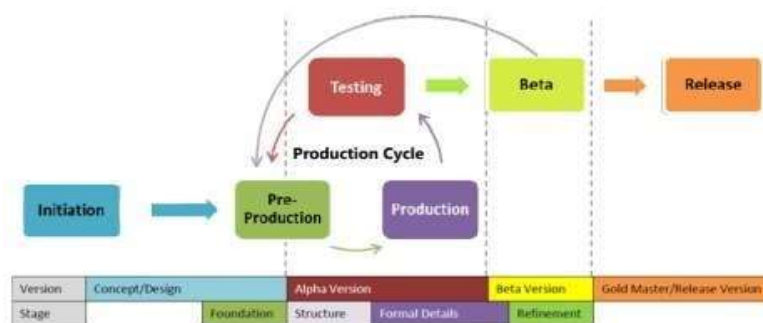 Testing
Beta
Release
Production Cycle
Initiation
Pre-
Production
Production
Version
Concept/Design
Alpha Version
Beta Version
Gold Master/Release Version
Stage
Foundation
Structure
Formal Details
Refinement